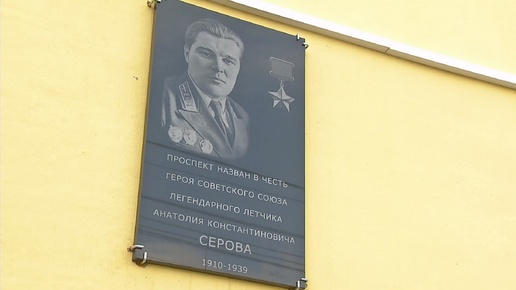 ПРОСПЕКТ НАЗВАН В ЧЕСТЬ
ГЕРОЯ СОВЕТСКОГО СОЮЗА
ЛЕГЕНДАРНОГО ЛЕТЧИКА
АНАТОЛИЯ КОНСТАНТИНОВИЧА
СЕРОВА
1910-1939